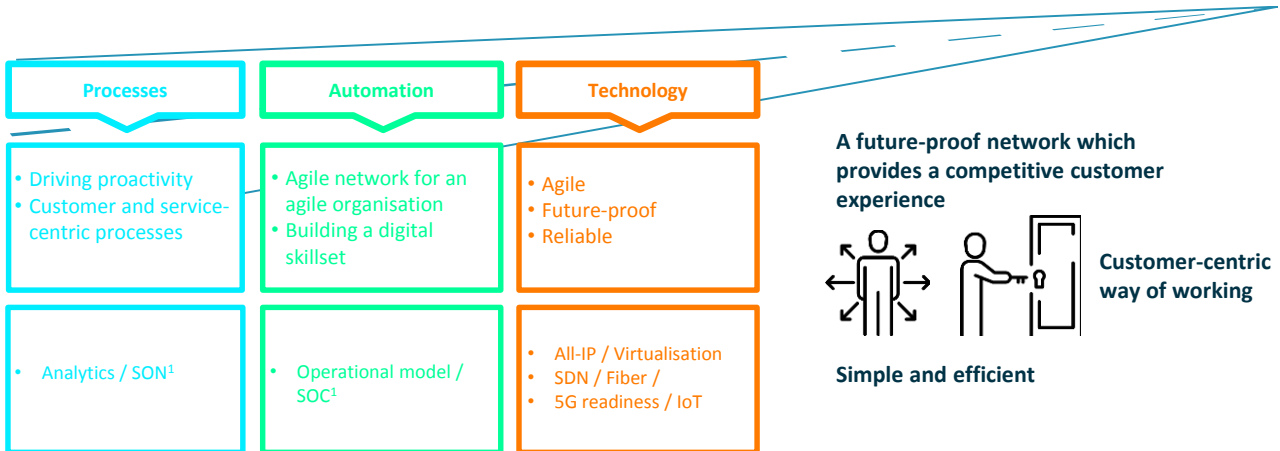 Processes
• Driving proactivity
• Customer and service-
centric processes
• Analytics / SON¹
Automation
• Agile network for an
agile organisation
• Building a digital
skillset
• Operational model /
SOC¹
Technology
• Agile
• Future-proof
• Reliable
• All-IP / Virtualisation
• SDN / Fiber /
• 5G readiness / IoT
A future-proof network which
provides a competitive customer
experience
Customer-centric
way of working
Simple and efficient